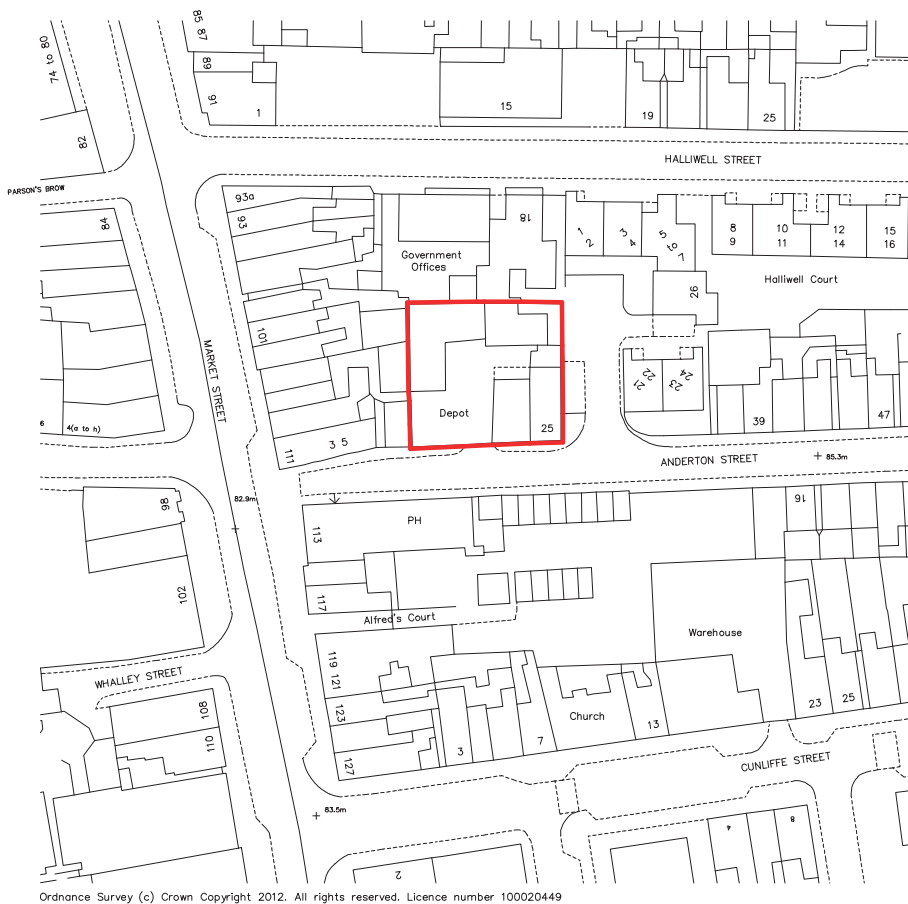 74 to 80
85 87
89
91
1
15
19
25
82
HALLIWELL STREET
PARSON'S BROW
93a
93
84
18
1
2
3
4
5
to
7
8
9
10
11
12
14
15
16
Government
Offices
Halliwell Court
26
101
MARKET STREET
22
21
24
23
Depot
25
39
47
6
4(a to h)
3 5
111
ANDERTON STREET
85.3m
82.9m
98
113
PH
16
102
117
Alfred's Court
Warehouse
119 121
WHALLEY STREET
108
123
110
3
7
Church
13
23
25
127
CUNLIFFE STREET
83.5m
4
8
2
Ordnance Survey (c) Crown Copyright 2012. All rights reserved. Licence number 100020449